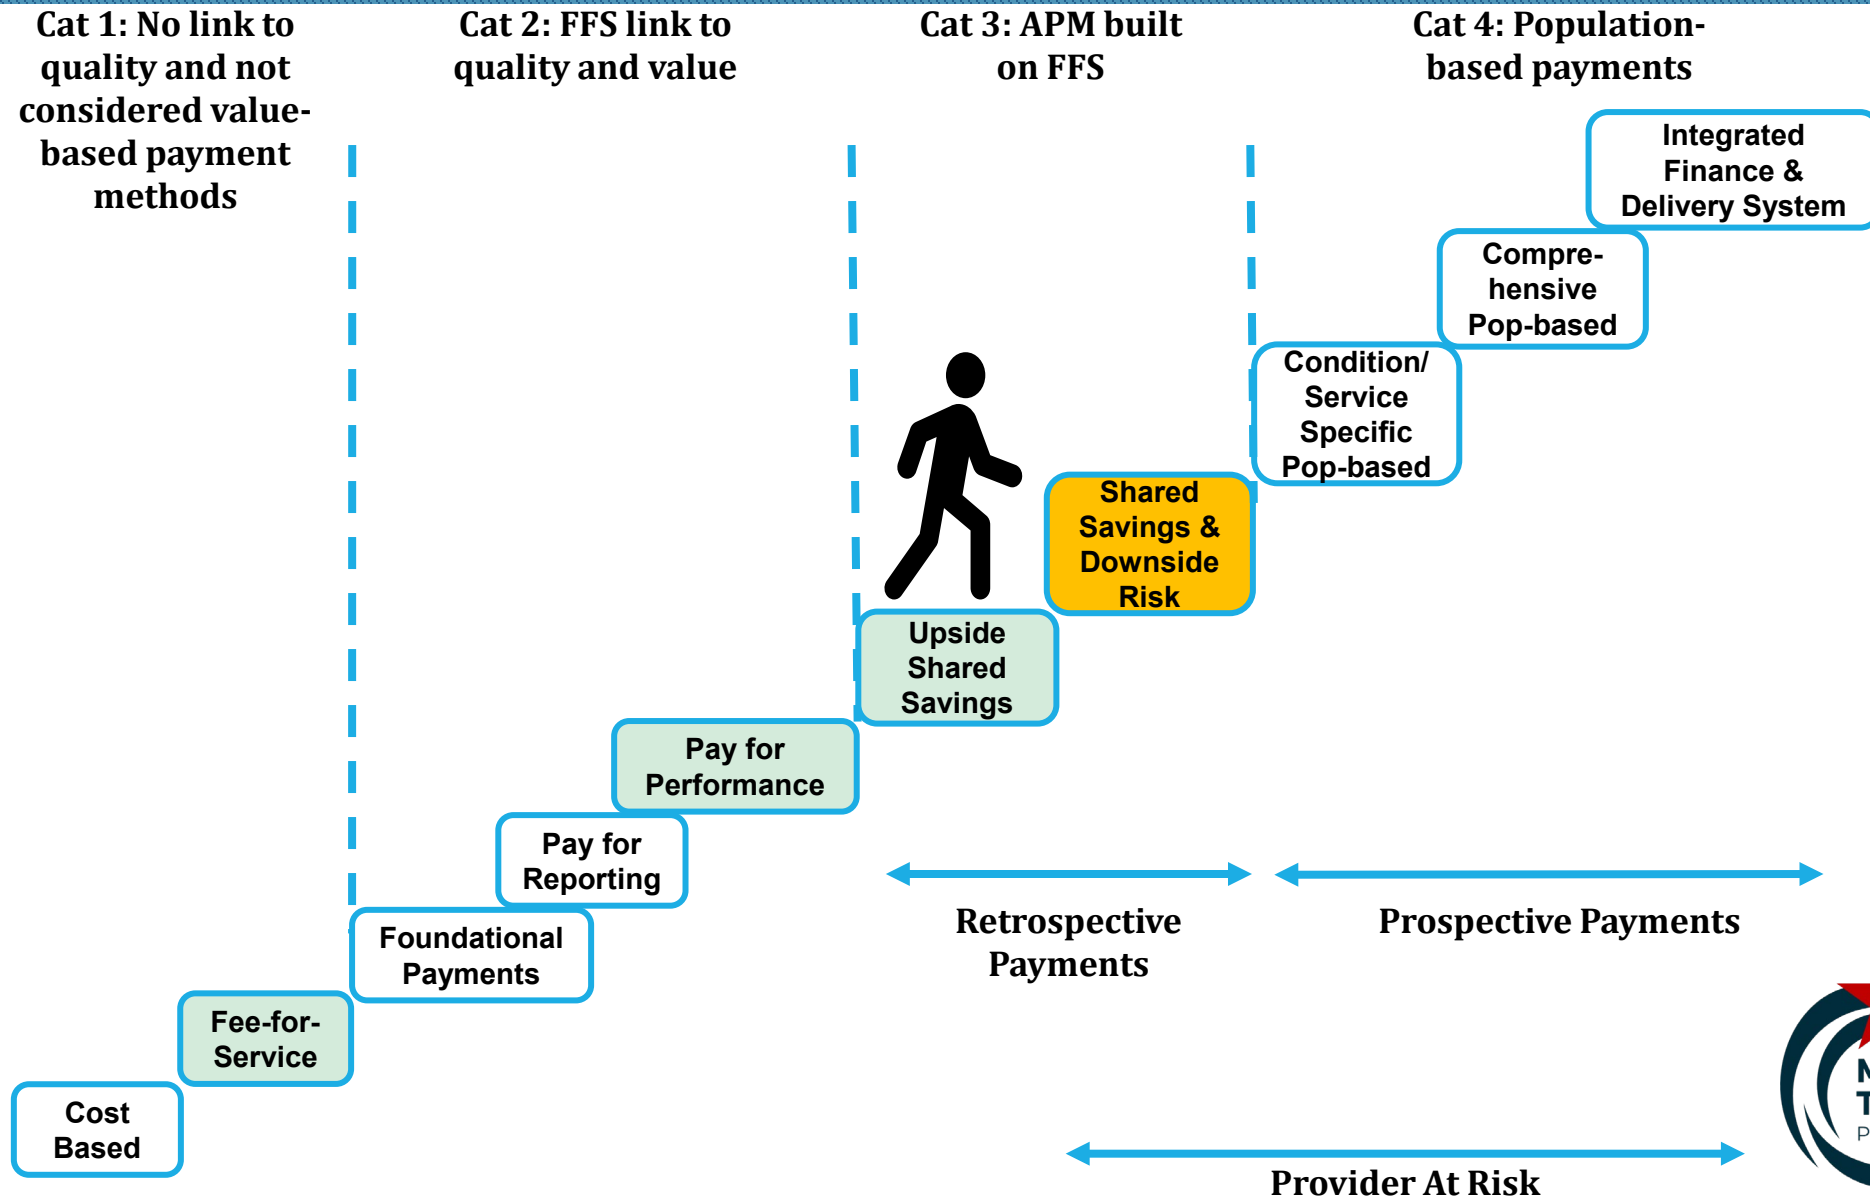 Cat 1: No link to
quality and not
considered value-
based payment
methods
Cat 2: FFS link to
quality and value
Cat 3: APM built
on FFS
Cat 4: Population-
based payments
Integrated
Finance &
Delivery System
Compre-
hensive
Pop-based
Condition/
Service
Specific
Pop-based
Shared
Savings &
Downside
Risk
Upside
Shared
Savings
Pay for
Performance
Pay for
Reporting
Foundational
Payments
Fee-for-
Service
Cost
Based
Retrospective
Payments
Prospective Payments
Provider At Risk